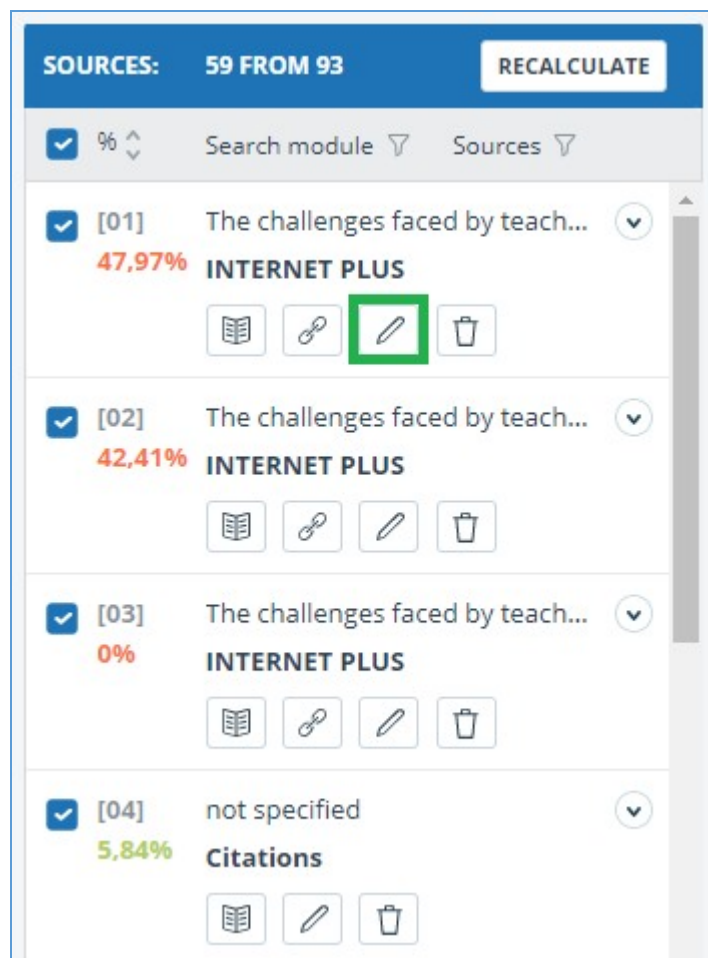 SOURCES: 59 FROM 93 RECALCULATE
% Search module Sources
[01] The challenges faced by teach...
47,97% INTERNET PLUS
[02] The challenges faced by teach...
42,41% INTERNET PLUS
[03] The challenges faced by teach...
0% INTERNET PLUS
[04] not specified
5,84% Citations